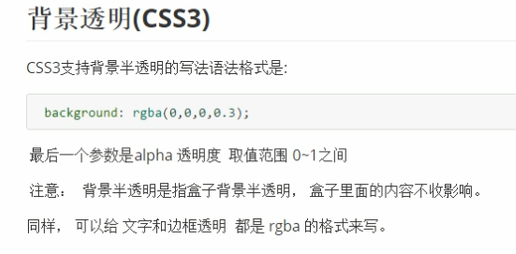 背景透明(CSS3)
CSS3支持背景半透明的写法语法格式是:
background: rgba(0,0,0,0.3);
最后一个参数是alpha 透明度 取值范围 0~1之间
注意： 背景半透明是指盒子背景半透明， 盒子里面的内容不收影响。
同样， 可以给 文字和边框透明 都是 rgba 的格式来写。